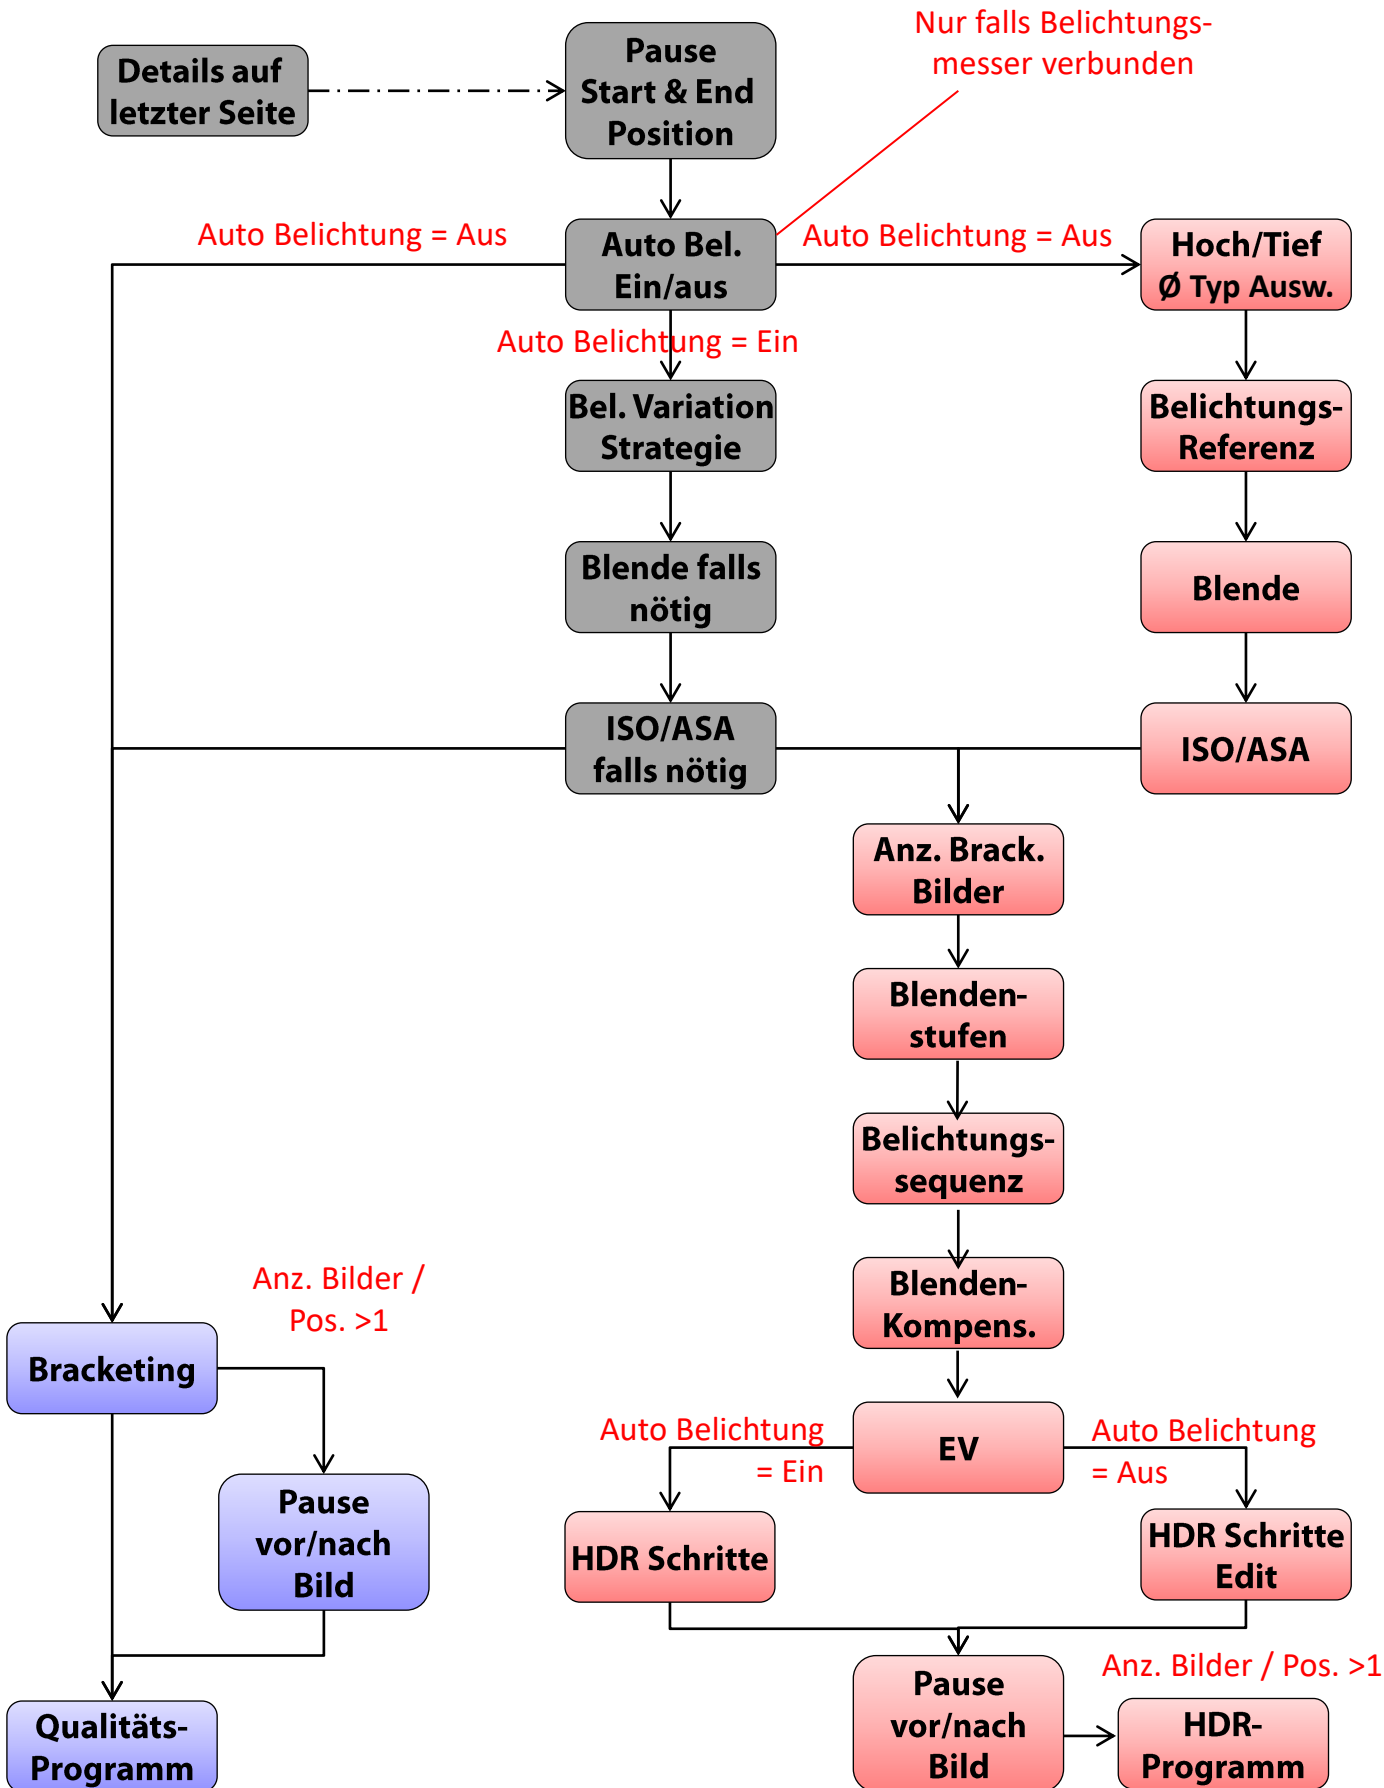 Nur falls Belichtungs-
messer verbunden
Details auf
letzter Seite
Pause
Start & End
Position
Auto Belichtung = Aus
Auto Bel.
Ein/aus
Auto Belichtung = Aus
Hoch/Tief
Ø Typ Ausw.
Auto Belichtung = Ein
Bel. Variation
Strategie
Belichtungs-
Referenz
Blende falls
nötig
Blende
ISO/ASA
falls nötig
ISO/ASA
Anz. Brack.
Bilder
Blenden-
stufen
Belichtungs-
sequenz
Blenden-
Kompens.
Anz. Bilder /
Pos. >1
Bracketing
Pause
vor/nach
Bild
Qualitäts-
Programm
Auto Belichtung
= Ein
EV
Auto Belichtung
= Aus
HDR Schritte
HDR Schritte
Edit
Pause
vor/nach
Bild
Anz. Bilder / Pos. >1
HDR-
Programm